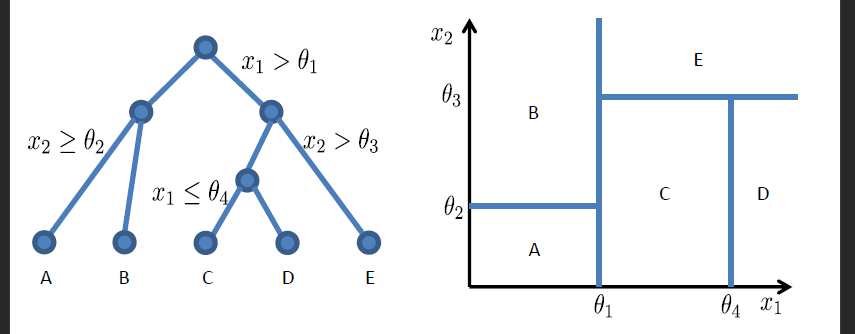 x₁ > θ₁
x₂ ≥ θ₂
x₂ > θ₃
x₁ ≤ θ₄
A B C D E
x₂
E
θ₃
B
C
D
θ₂
A
θ₁
θ₄
x₁